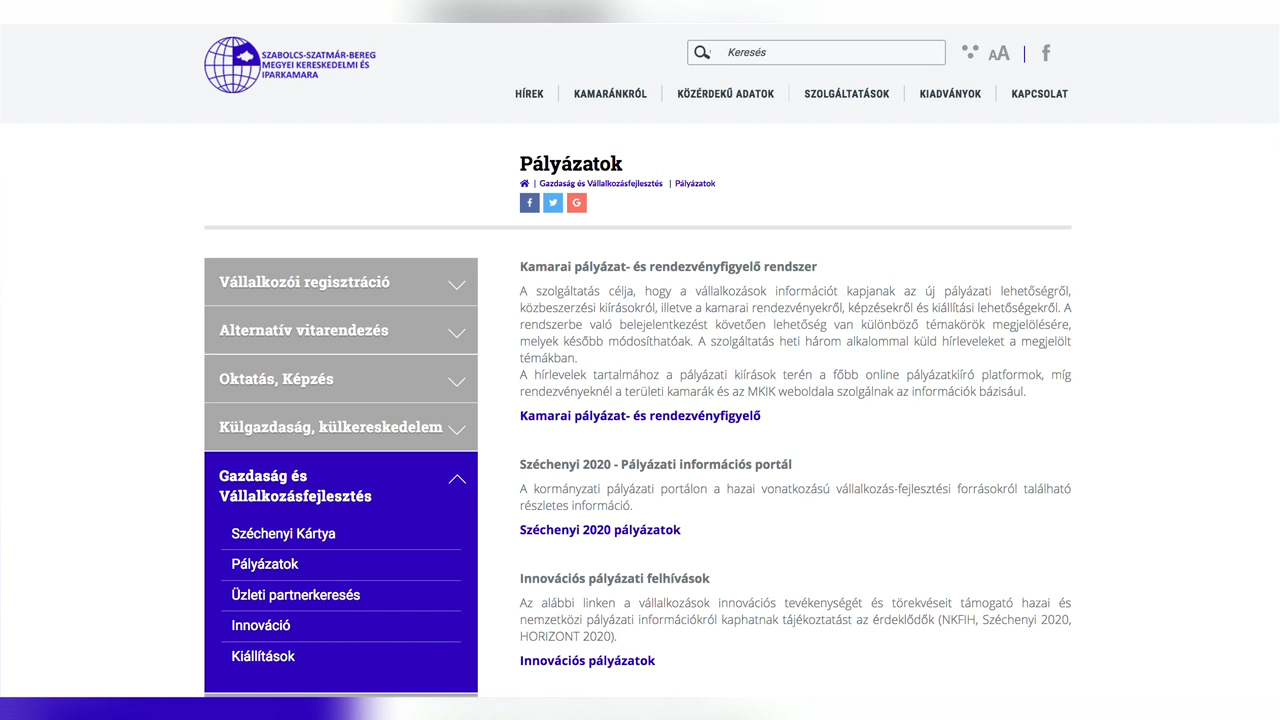 SZABOLCS-SZATMÁR-BEREG
MEGYEI KERESKEDELMI ÉS
IPARKAMARA
Keresés
AA
HÍREK
KAMARÁNKRÓL
KÖZÉRDEKŰ ADATOK
SZOLGÁLTATÁSOK
KIADVÁNYOK
KAPCSOLAT
Pályázatok
| Gazdaság és Vállalkozásfejlesztés | Pályázatok
Vállalkozói regisztráció
Alternatív vitarendezés
Oktatás, Képzés
Külgazdaság, külkereskedelem
Gazdaság és
Vállalkozásfejlesztés
Széchenyi Kártya
Pályázatok
Üzleti partnerkeresés
Innováció
Kiállítások
Kamarai pályázat- és rendezvényfigyelő rendszer
A szolgáltatás célja, hogy a vállalkozások információt kapjanak az új pályázati lehetőségről,
közbeszerzési kiírásokról, illetve a kamarai rendezvényekről, képzésekről és kiállítási lehetőségekről. A
rendszerbe való belejelentkezést követően lehetőség van különböző témakörök megjelölésére,
melyek később módosíthatóak. A szolgáltatás heti három alkalommal küld hírleveleket a megjelölt
témákban.
A hírlevelek tartalmához a pályázati kiírások terén a főbb online pályázatkiíró platformok, míg
rendezvényeknél a területi kamarák és az MKIK weboldala szolgálnak az információk bázisául.
Kamarai pályázat- és rendezvényfigyelő
Széchenyi 2020 - Pályázati információs portál
A kormányzati pályázati portálon a hazai vonatkozású vállalkozás-fejlesztési forrásokról található
részletes információ.
Széchenyi 2020 pályázatok
Innovációs pályázati felhívások
Az alábbi linken a vállalkozások innovációs tevékenységét és törekvéseit támogató hazai és
nemzetközi pályázati információkról kaphatnak tájékoztatást az érdeklődők (NKFIH, Széchenyi 2020,
HORIZONT 2020).
Innovációs pályázatok